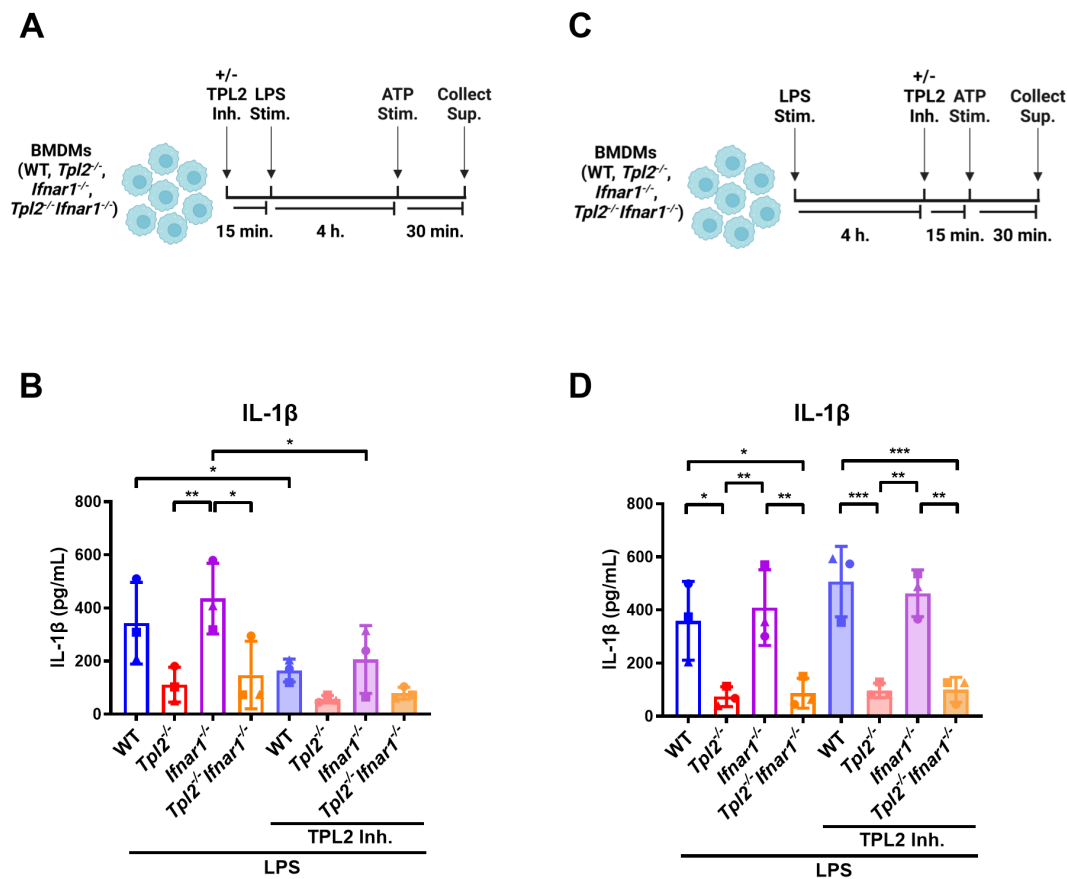 A
+/-
TPL2 LPS
Inh. Stim.
ATP
Stim.
Collect
Sup.
BMDMs
(WT, Tpl2-/-,
Ifnar1-/-,
Tpl2-/-Ifnar1-/-)
15 min.
4 h.
30 min.
C
LPS
Stim.
+/-
TPL2 ATP
Inh. Stim.
Collect
Sup.
BMDMs
(WT, Tpl2-/-,
Ifnar1-/-,
Tpl2-/-Ifnar1-/-)
4 h.
15 min.
30 min.
B
IL-1β
*
*
** *
IL-1β (pg/mL)
800
600
400
200
0
WT
Tpl2-/-
Ifnar1-/-
Tpl2-/-Ifnar1-/-
WT
Tpl2-/-
Ifnar1-/-
Tpl2-/-Ifnar1-/-
TPL2 Inh.
LPS
D
IL-1β
* ***
** **
* ** *** **
IL-1β (pg/mL)
800
600
400
200
0
WT
Tpl2-/-
Ifnar1-/-
Tpl2-/-Ifnar1-/-
WT
Tpl2-/-
Ifnar1-/-
Tpl2-/-Ifnar1-/-
TPL2 Inh.
LPS